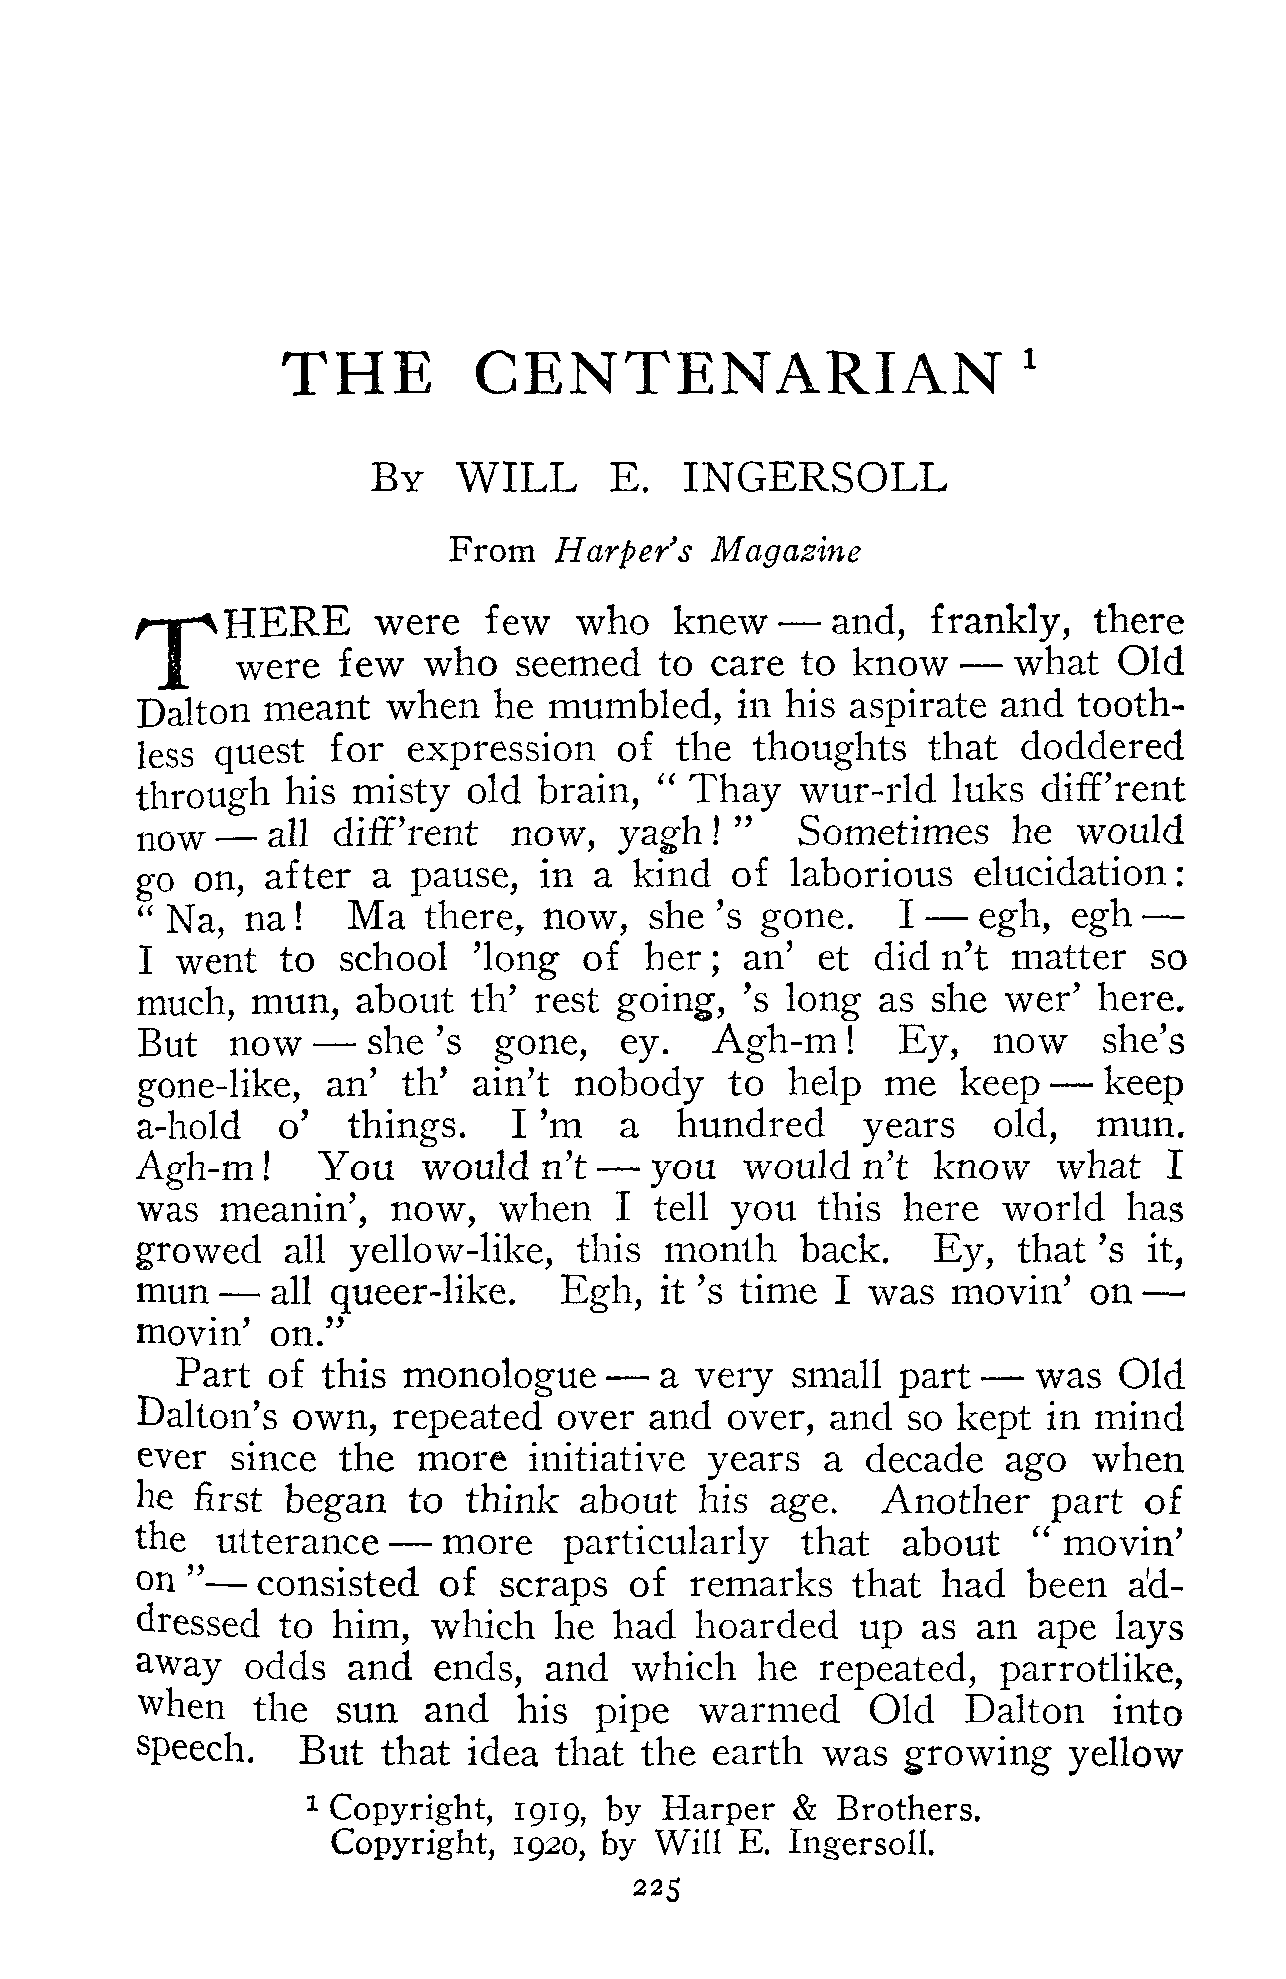 THE CENTENARIAN ¹
By WILL E. INGERSOLL
From Harper's Magazine
THERE were few who knew — and, frankly, there
were few who seemed to care to know — what Old
Dalton meant when he mumbled, in his aspirate and tooth-
less quest for expression of the thoughts that doddered
through his misty old brain, “ Thay wur-rld luks diff'rent
now — all diff'rent now, yagh! ” Sometimes he would
go on, after a pause, in a kind of laborious elucidation:
“ Na, na! Ma there, now, she 's gone. I — egh, egh —
I went to school 'long of her; an' et did n't matter so
much, mun, about th' rest going, 's long as she wer' here.
But now — she 's gone, ey. Agh-m! Ey, now she's
gone-like, an' th' ain't nobody to help me keep — keep
a-hold o' things. I 'm a hundred years old, mun.
Agh-m! You would n't — you would n't know what I
was meanin', now, when I tell you this here world has
growed all yellow-like, this month back. Ey, that 's it,
mun — all queer-like. Egh, it 's time I was movin' on —
movin' on.”
Part of this monologue — a very small part — was Old
Dalton's own, repeated over and over, and so kept in mind
ever since the more initiative years a decade ago when
he first began to think about his age. Another part of
the utterance — more particularly that about “ movin'
on ”— consisted of scraps of remarks that had been ad-
dressed to him, which he had hoarded up as an ape lays
away odds and ends, and which he repeated, parrotlike,
when the sun and his pipe warmed Old Dalton into
speech. But that idea that the earth was growing yellow
¹ Copyright, 1919, by Harper & Brothers.
Copyright, 1920, by Will E. Ingersoll.
225